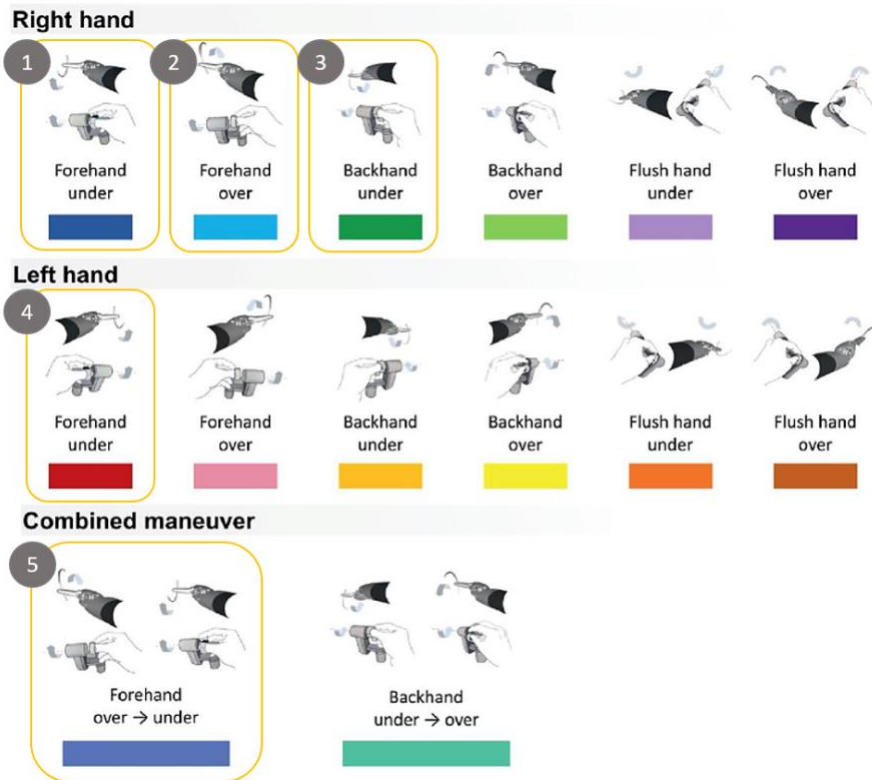 Right hand
1
2
3
Forehand
under
Forehand
over
Backhand
under
Backhand
over
Flush hand
under
Flush hand
over
Left hand
4
Forehand
under
Forehand
over
Backhand
under
Backhand
over
Flush hand
under
Flush hand
over
Combined maneuver
5
Forehand
over → under
Backhand
under → over